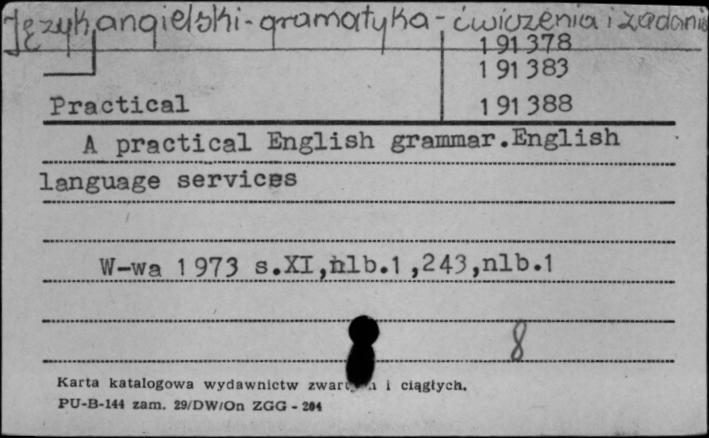 Język angielski - gramatyka - ćwiczenia i zadania
191378
191383
Practical 191388
A practical English grammar.English
language services
W-wa 1973 s.XI,nlb.1,243,nlb.1
8
Karta katalogowa wydawnictw i ciągłych.
PU-B-144 zam. 29/DW/On ZGG - 204